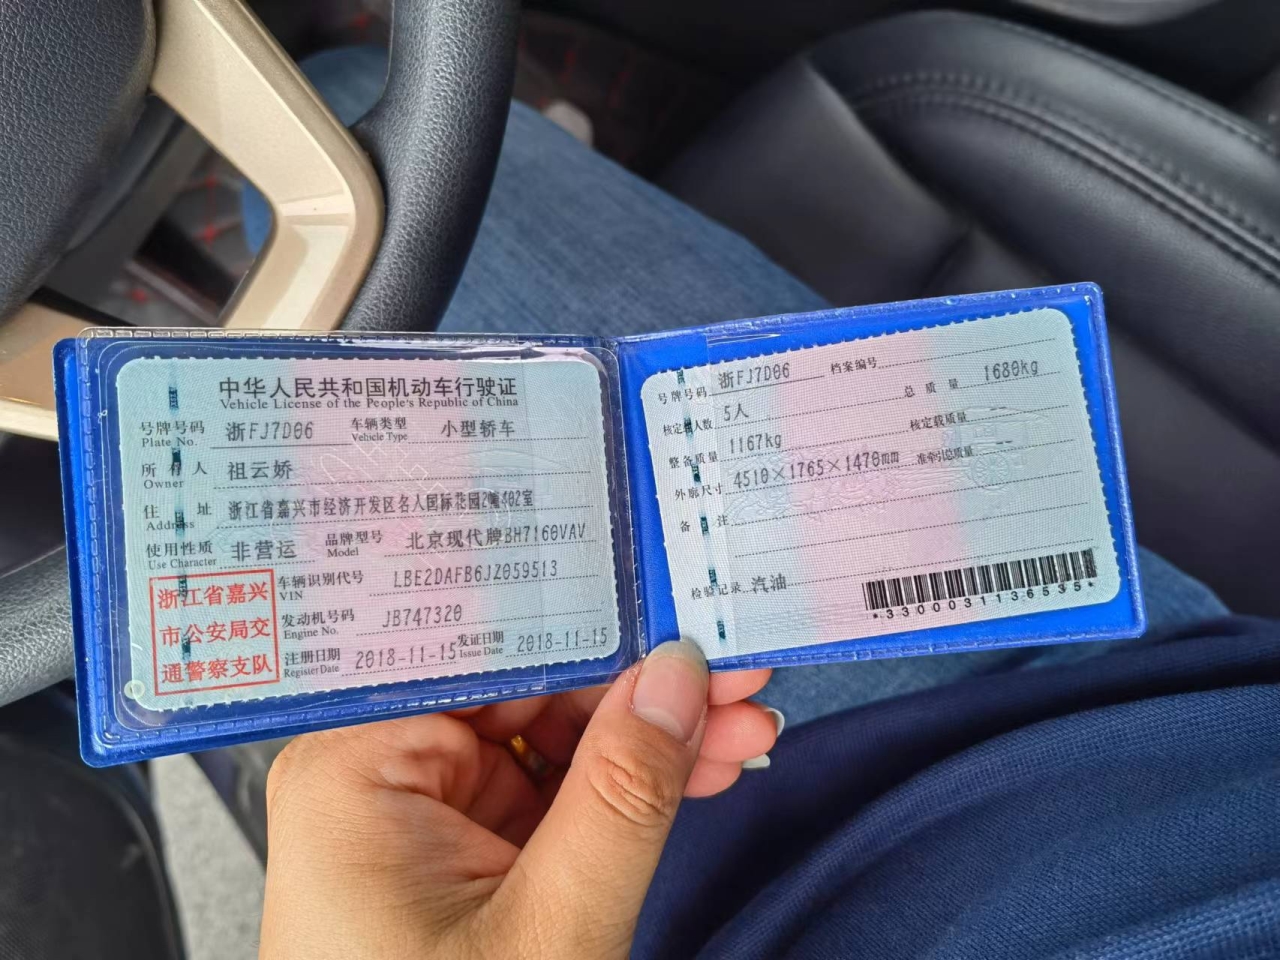 中华人民共和国机动车行驶证
Vehicle License of the People's Republic of China
号牌号码 浙FJ7D06 车辆类型 小型轿车
Plate No. Vehicle Type
所有人 祖云娇
Owner
住址 浙江省嘉兴市经济开发区名人国际花园2幢402室
Address
使用性质 非营运 品牌型号 北京现代牌BH7160VAV
Use Character Model
浙江省嘉兴
市公安局交
通警察支队
车辆识别代号 LBE2DAFB6JZ059513
VIN
发动机号码 JB747320
Engine No.
注册日期 2018-11-15 发证日期 2018-11-15
Register Date Issue Date
号牌号码 浙FJ7D06 档案编号
核定载人数 5人 总质量 1680kg
整备质量 1167kg 核定载质量
外廓尺寸 4510×1765×1470mm 准牵引总质量 --
备注
检验记录 汽油
*3300031136535*